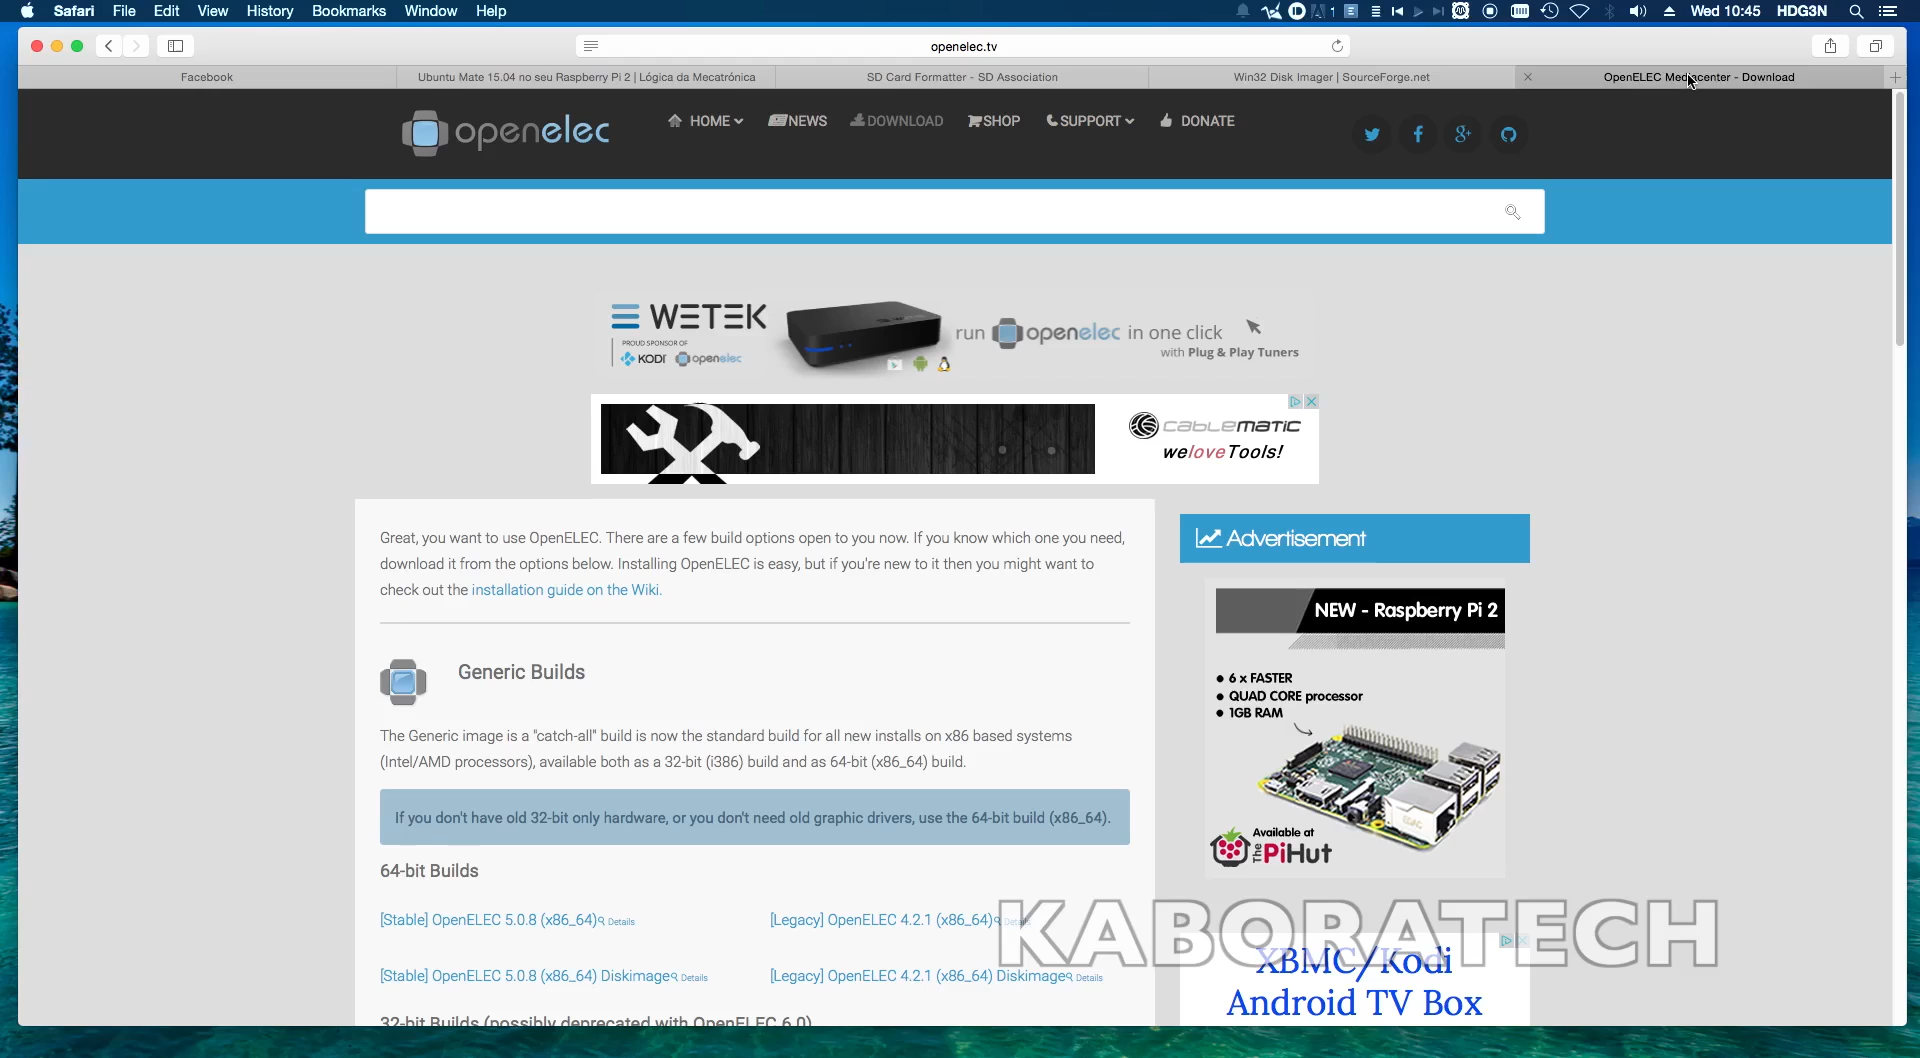 Safari File Edit View History Bookmarks Window Help
1 Wed 10:45 HDG3N
openelec.tv
Facebook
Ubuntu Mate 15.04 no seu Raspberry Pi 2 | Lógica da Mecatrónica
SD Card Formatter - SD Association
Win32 Disk Imager | SourceForge.net
OpenELEC Mediacenter - Download
openelec
HOME NEWS DOWNLOAD SHOP SUPPORT DONATE
WETEK
PROUD SPONSOR OF
KODI openelec
run openelec in one click
with Plug & Play Tuners
CABLEMATIC
weloveTools!
Great, you want to use OpenELEC. There are a few build options open to you now. If you know which one you need,
download it from the options below. Installing OpenELEC is easy, but if you're new to it then you might want to
check out the installation guide on the Wiki.
Generic Builds
The Generic image is a "catch-all" build is now the standard build for all new installs on x86 based systems
(Intel/AMD processors), available both as a 32-bit (i386) build and as 64-bit (x86_64) build.
If you don't have old 32-bit only hardware, or you don't need old graphic drivers, use the 64-bit build (x86_64).
64-bit Builds
[Stable] OpenELEC 5.0.8 (x86_64) Details
[Legacy] OpenELEC 4.2.1 (x86_64) Details
[Stable] OpenELEC 5.0.8 (x86_64) Diskimage Details
[Legacy] OpenELEC 4.2.1 (x86_64) Diskimage Details
32-bit Builds (possibly deprecated with OpenELEC 6.0)
Advertisement
NEW - Raspberry Pi 2
6 x FASTER
QUAD CORE processor
1GB RAM
Available at
The PiHut
KABORATECH
XBMC/Kodi
Android TV Box